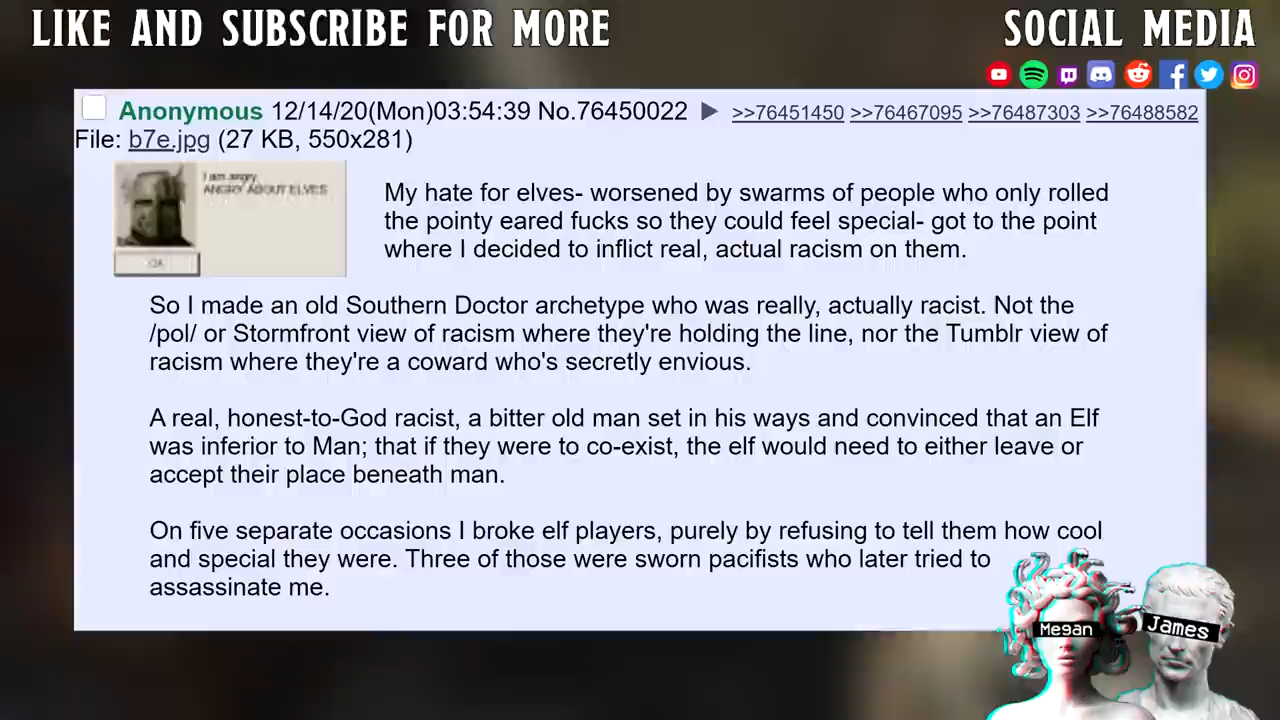 LIKE AND SUBSCRIBE FOR MORE
SOCIAL MEDIA
Anonymous 12/14/20(Mon)03:54:39 No.76450022 ▶ >>76451450 >>76467095 >>76487303 >>76488582
File: b7e.jpg (27 KB, 550x281)
I am angry
ANGRY ABOUT ELVES
OK
My hate for elves- worsened by swarms of people who only rolled
the pointy eared fucks so they could feel special- got to the point
where I decided to inflict real, actual racism on them.
So I made an old Southern Doctor archetype who was really, actually racist. Not the
/pol/ or Stormfront view of racism where they're holding the line, nor the Tumblr view of
racism where they're a coward who's secretly envious.
A real, honest-to-God racist, a bitter old man set in his ways and convinced that an Elf
was inferior to Man; that if they were to co-exist, the elf would need to either leave or
accept their place beneath man.
On five separate occasions I broke elf players, purely by refusing to tell them how cool
and special they were. Three of those were sworn pacifists who later tried to
assassinate me.
Megan
James